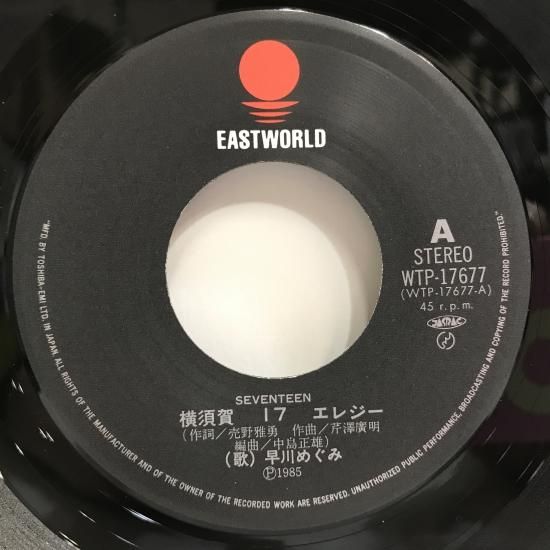 EASTWORLD
A
STEREO
WTP-17677
(WTP-17677-A)
45 r.p.m.
JASRAC
SEVENTEEN
横須賀 17 エレジー
(作詞/売野雅勇 作曲/芹澤廣明
編曲/中島正雄)
(歌) 早川めぐみ
Ⓟ1985
"MFD. BY TOSHIBA-EMI LTD. IN JAPAN. ALL RIGHTS OF THE MANUFACTURER AND OF THE OWNER OF THE RECORDED WORK ARE RESERVED. UNAUTHORIZED PUBLIC PERFORMANCE, BROADCASTING AND COPYING OF THE RECORD PROHIBITED."